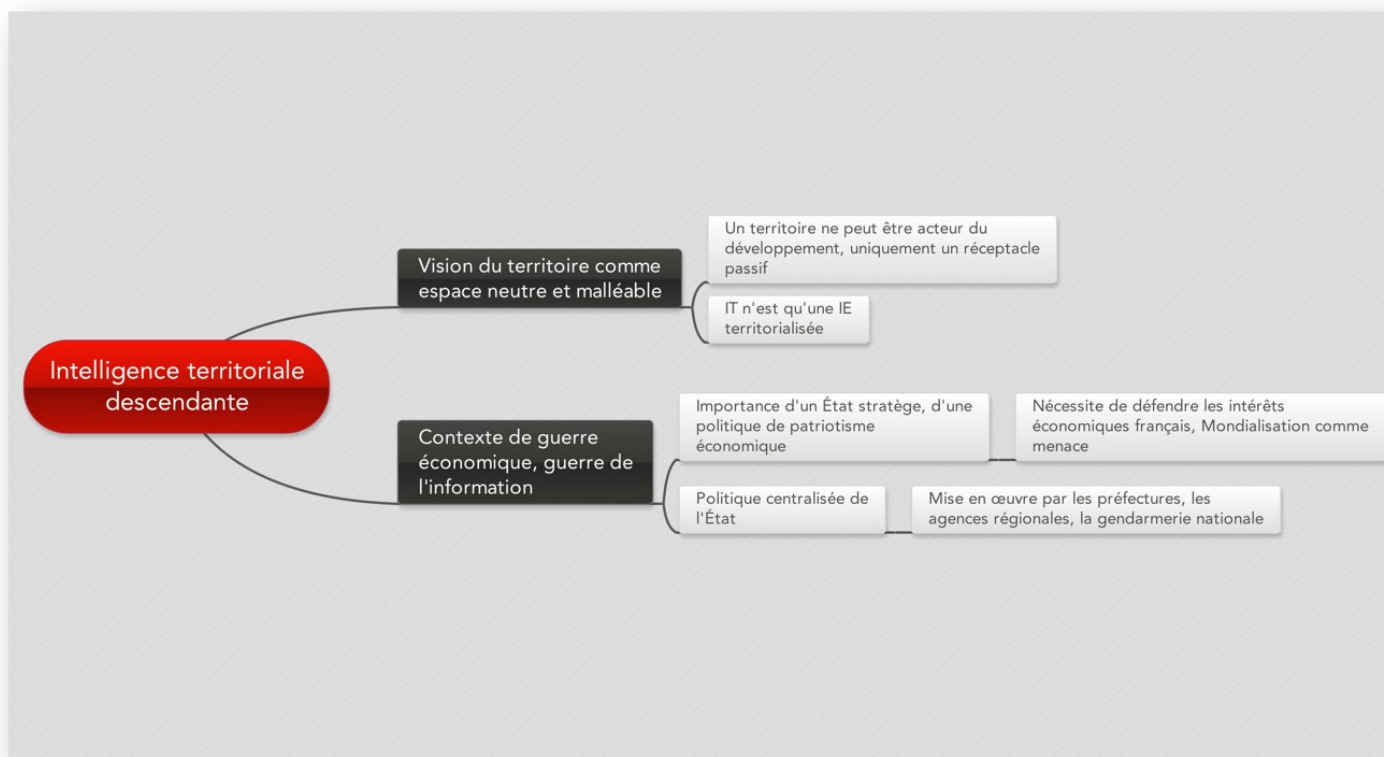 Intelligence territoriale
descendante
Vision du territoire comme
espace neutre et malléable
Un territoire ne peut être acteur du
développement, uniquement un réceptacle
passif
IT n'est qu'une IE
territorialisée
Contexte de guerre
économique, guerre de
l'information
Importance d'un État stratège, d'une
politique de patriotisme
économique
Nécessite de défendre les intérêts
économiques français, Mondialisation comme
menace
Politique centralisée de
l'État
Mise en œuvre par les préfectures, les
agences régionales, la gendarmerie nationale